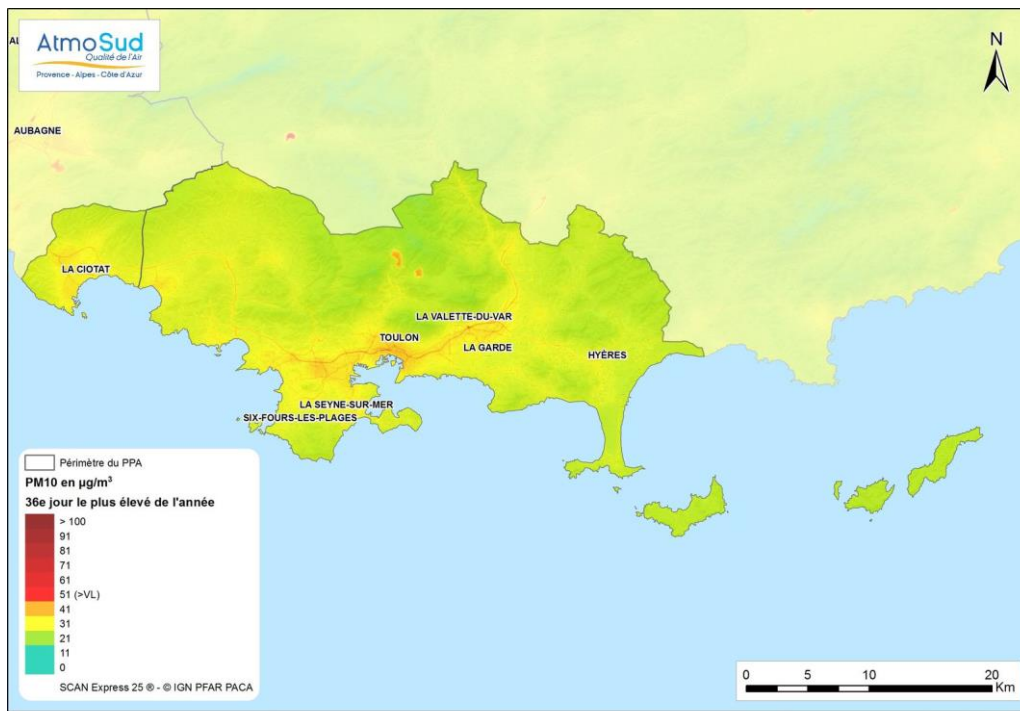 AtmoSud
Qualité de l'Air
Provence - Alpes - Côte d'Azur
N
AUBAGNE
LA CIOTAT
LA VALETTE-DU-VAR
TOULON
LA GARDE
HYÈRES
LA SEYNE-SUR-MER
SIX-FOURS-LES-PLAGES
Périmètre du PPA
PM10 en µg/m³
36e jour le plus élevé de l'année
> 100
91
81
71
61
51 (>VL)
41
31
21
11
0
SCAN Express 25 ® - © IGN PFAR PACA
0 5 10 20
Km